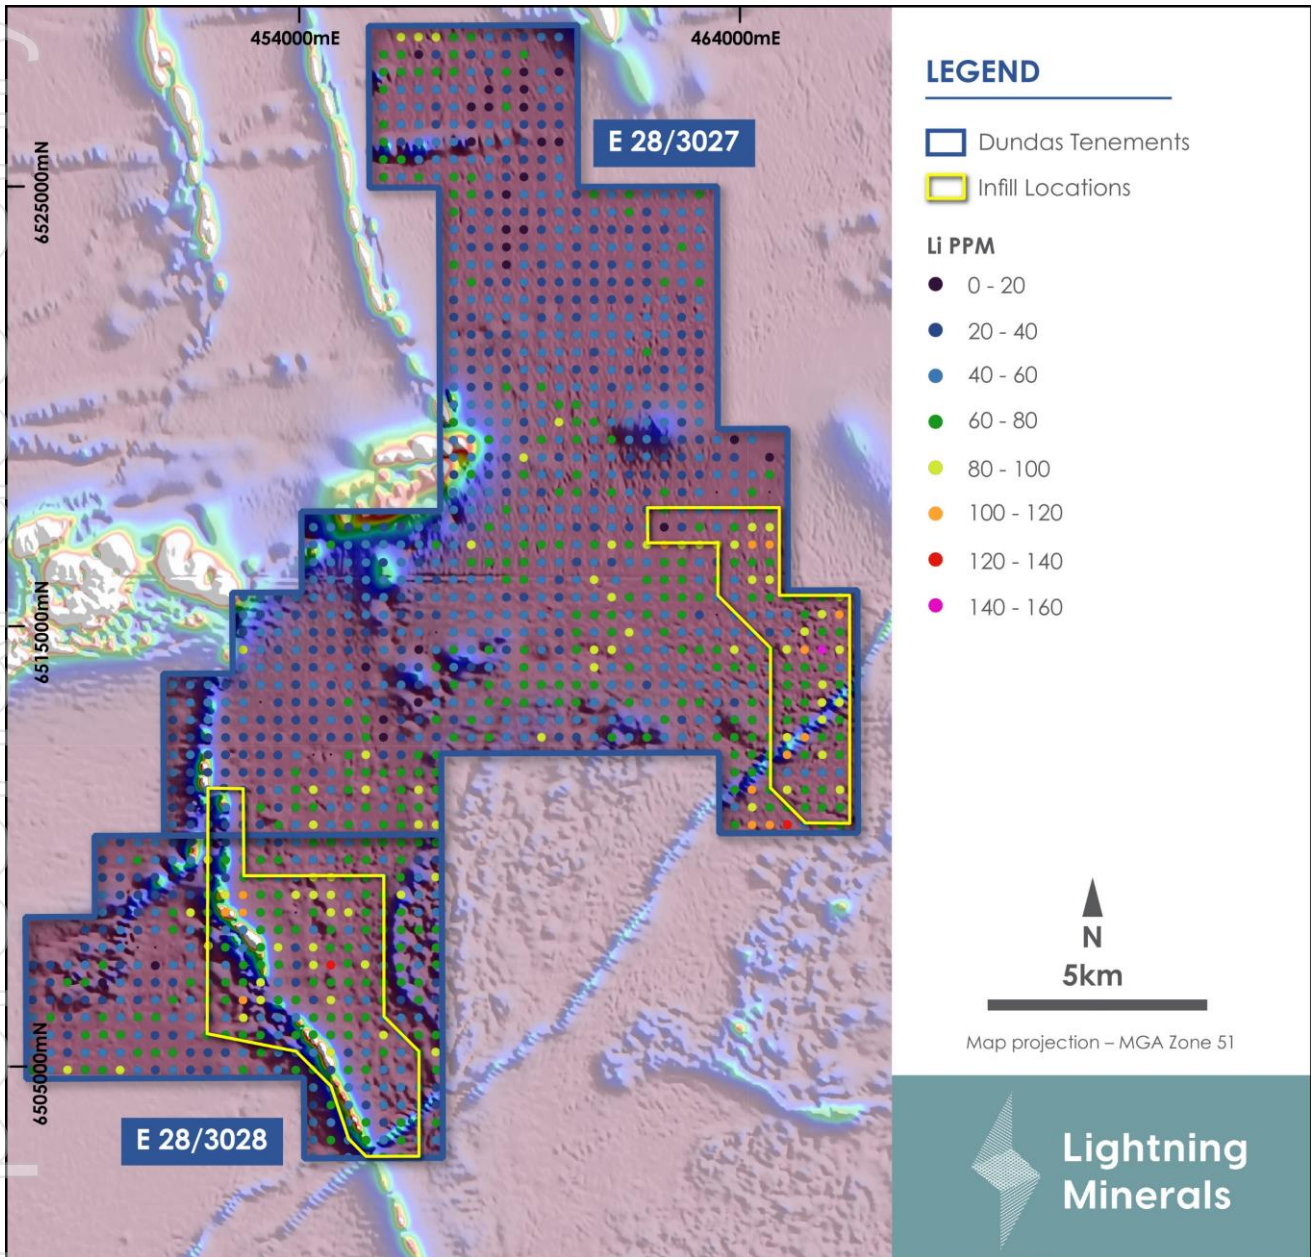 454000mE
464000mE
6525000mN
6515000mN
6505000mN
E 28/3027
E 28/3028
LEGEND
Dundas Tenements
Infill Locations
Li PPM
0 - 20
20 - 40
40 - 60
60 - 80
80 - 100
100 - 120
120 - 140
140 - 160
N
5km
Map projection – MGA Zone 51
Lightning
Minerals